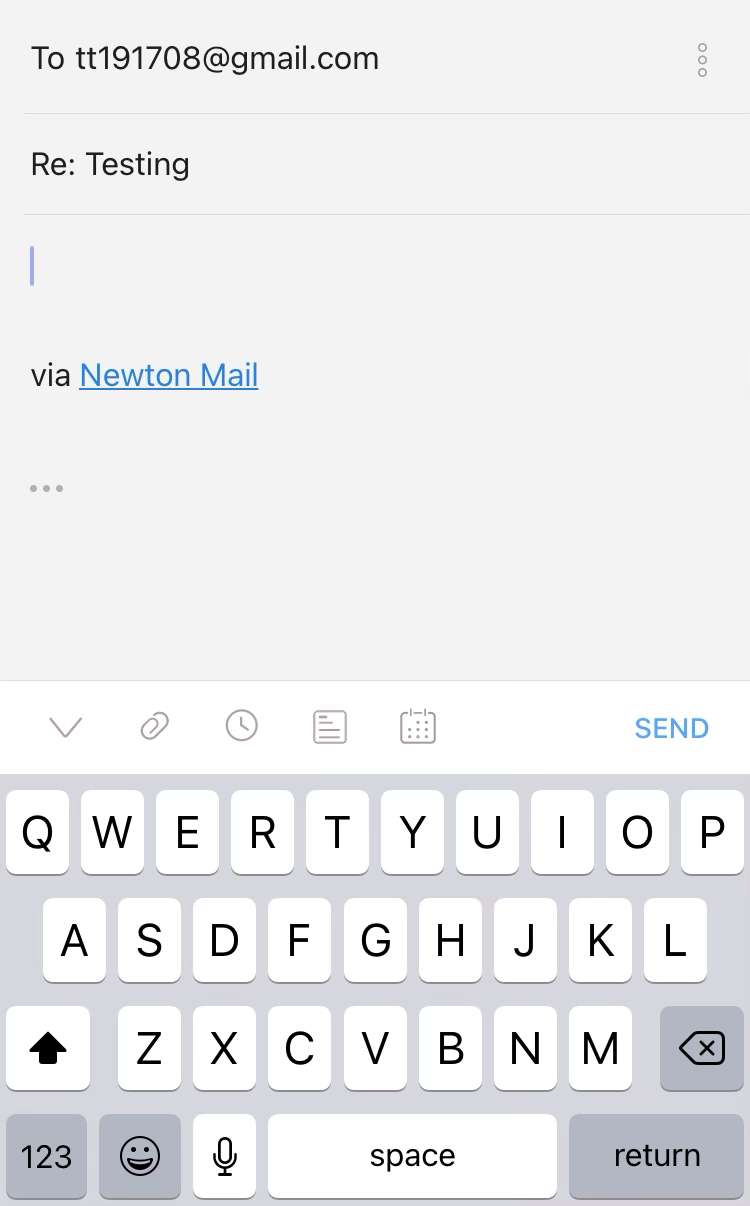 To tt191708@gmail.com
Re: Testing
via Newton Mail
SEND
Q W E R T Y U I O P
A S D F G H J K L
Z X C V B N M
123 space return